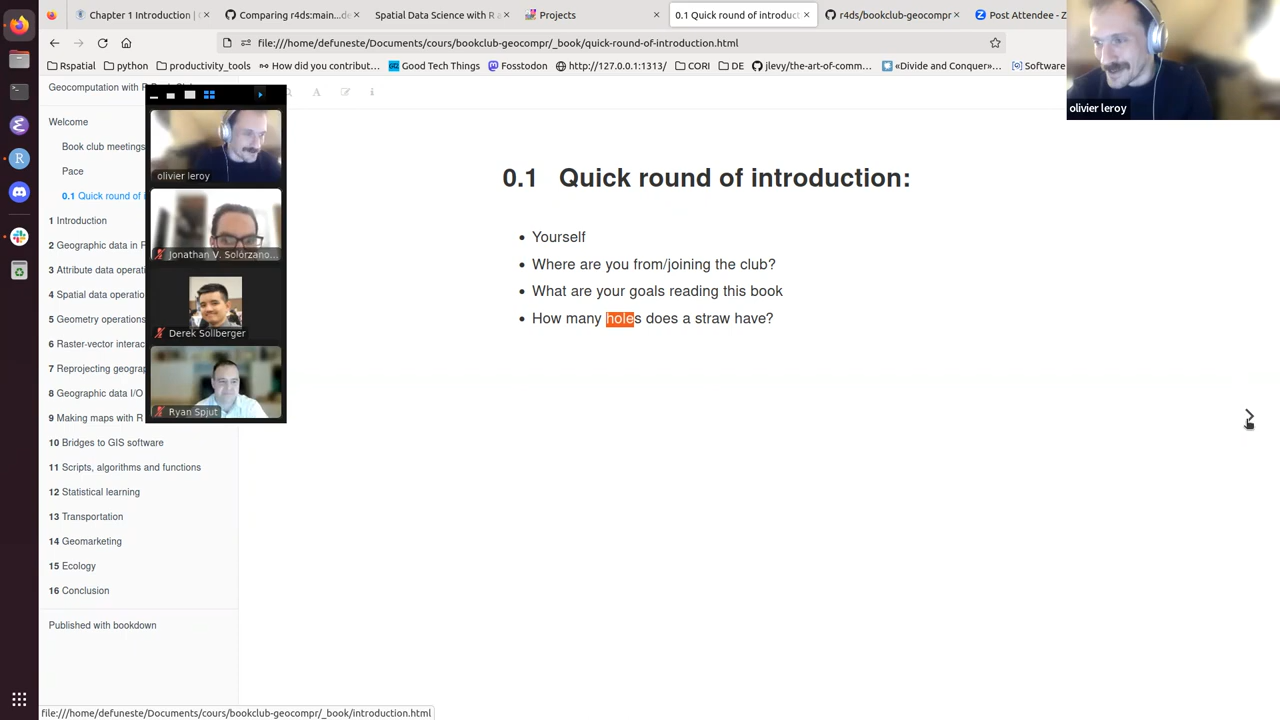 Chapter 1 Introduction |
Comparing r4ds:main...de
Spatial Data Science with R a
Projects
0.1 Quick round of introduct
r4ds/bookclub-geocompr
Post Attendee - Z
file:///home/defuneste/Documents/cours/bookclub-geocompr/_book/quick-round-of-introduction.html
Rspatial
python
productivity_tools
How did you contribut...
Good Tech Things
Fosstodon
http://127.0.0.1:1313/
CORI
DE
jlevy/the-art-of-comm...
«Divide and Conquer»...
Software
olivier leroy
Geocomputation with
Welcome
Book club meetings
Pace
0.1 Quick round of i
1 Introduction
2 Geographic data in R
3 Attribute data operati
4 Spatial data operatio
5 Geometry operations
6 Raster-vector interac
7 Reprojecting geograp
8 Geographic data I/O
9 Making maps with R
10 Bridges to GIS software
11 Scripts, algorithms and functions
12 Statistical learning
13 Transportation
14 Geomarketing
15 Ecology
16 Conclusion
Published with bookdown
olivier leroy
Jonathan V. Solórzano...
Derek Sollberger
Ryan Spjut
0.1 Quick round of introduction:
• Yourself
• Where are you from/joining the club?
• What are your goals reading this book
• How many holes does a straw have?
file:///home/defuneste/Documents/cours/bookclub-geocompr/_book/introduction.html